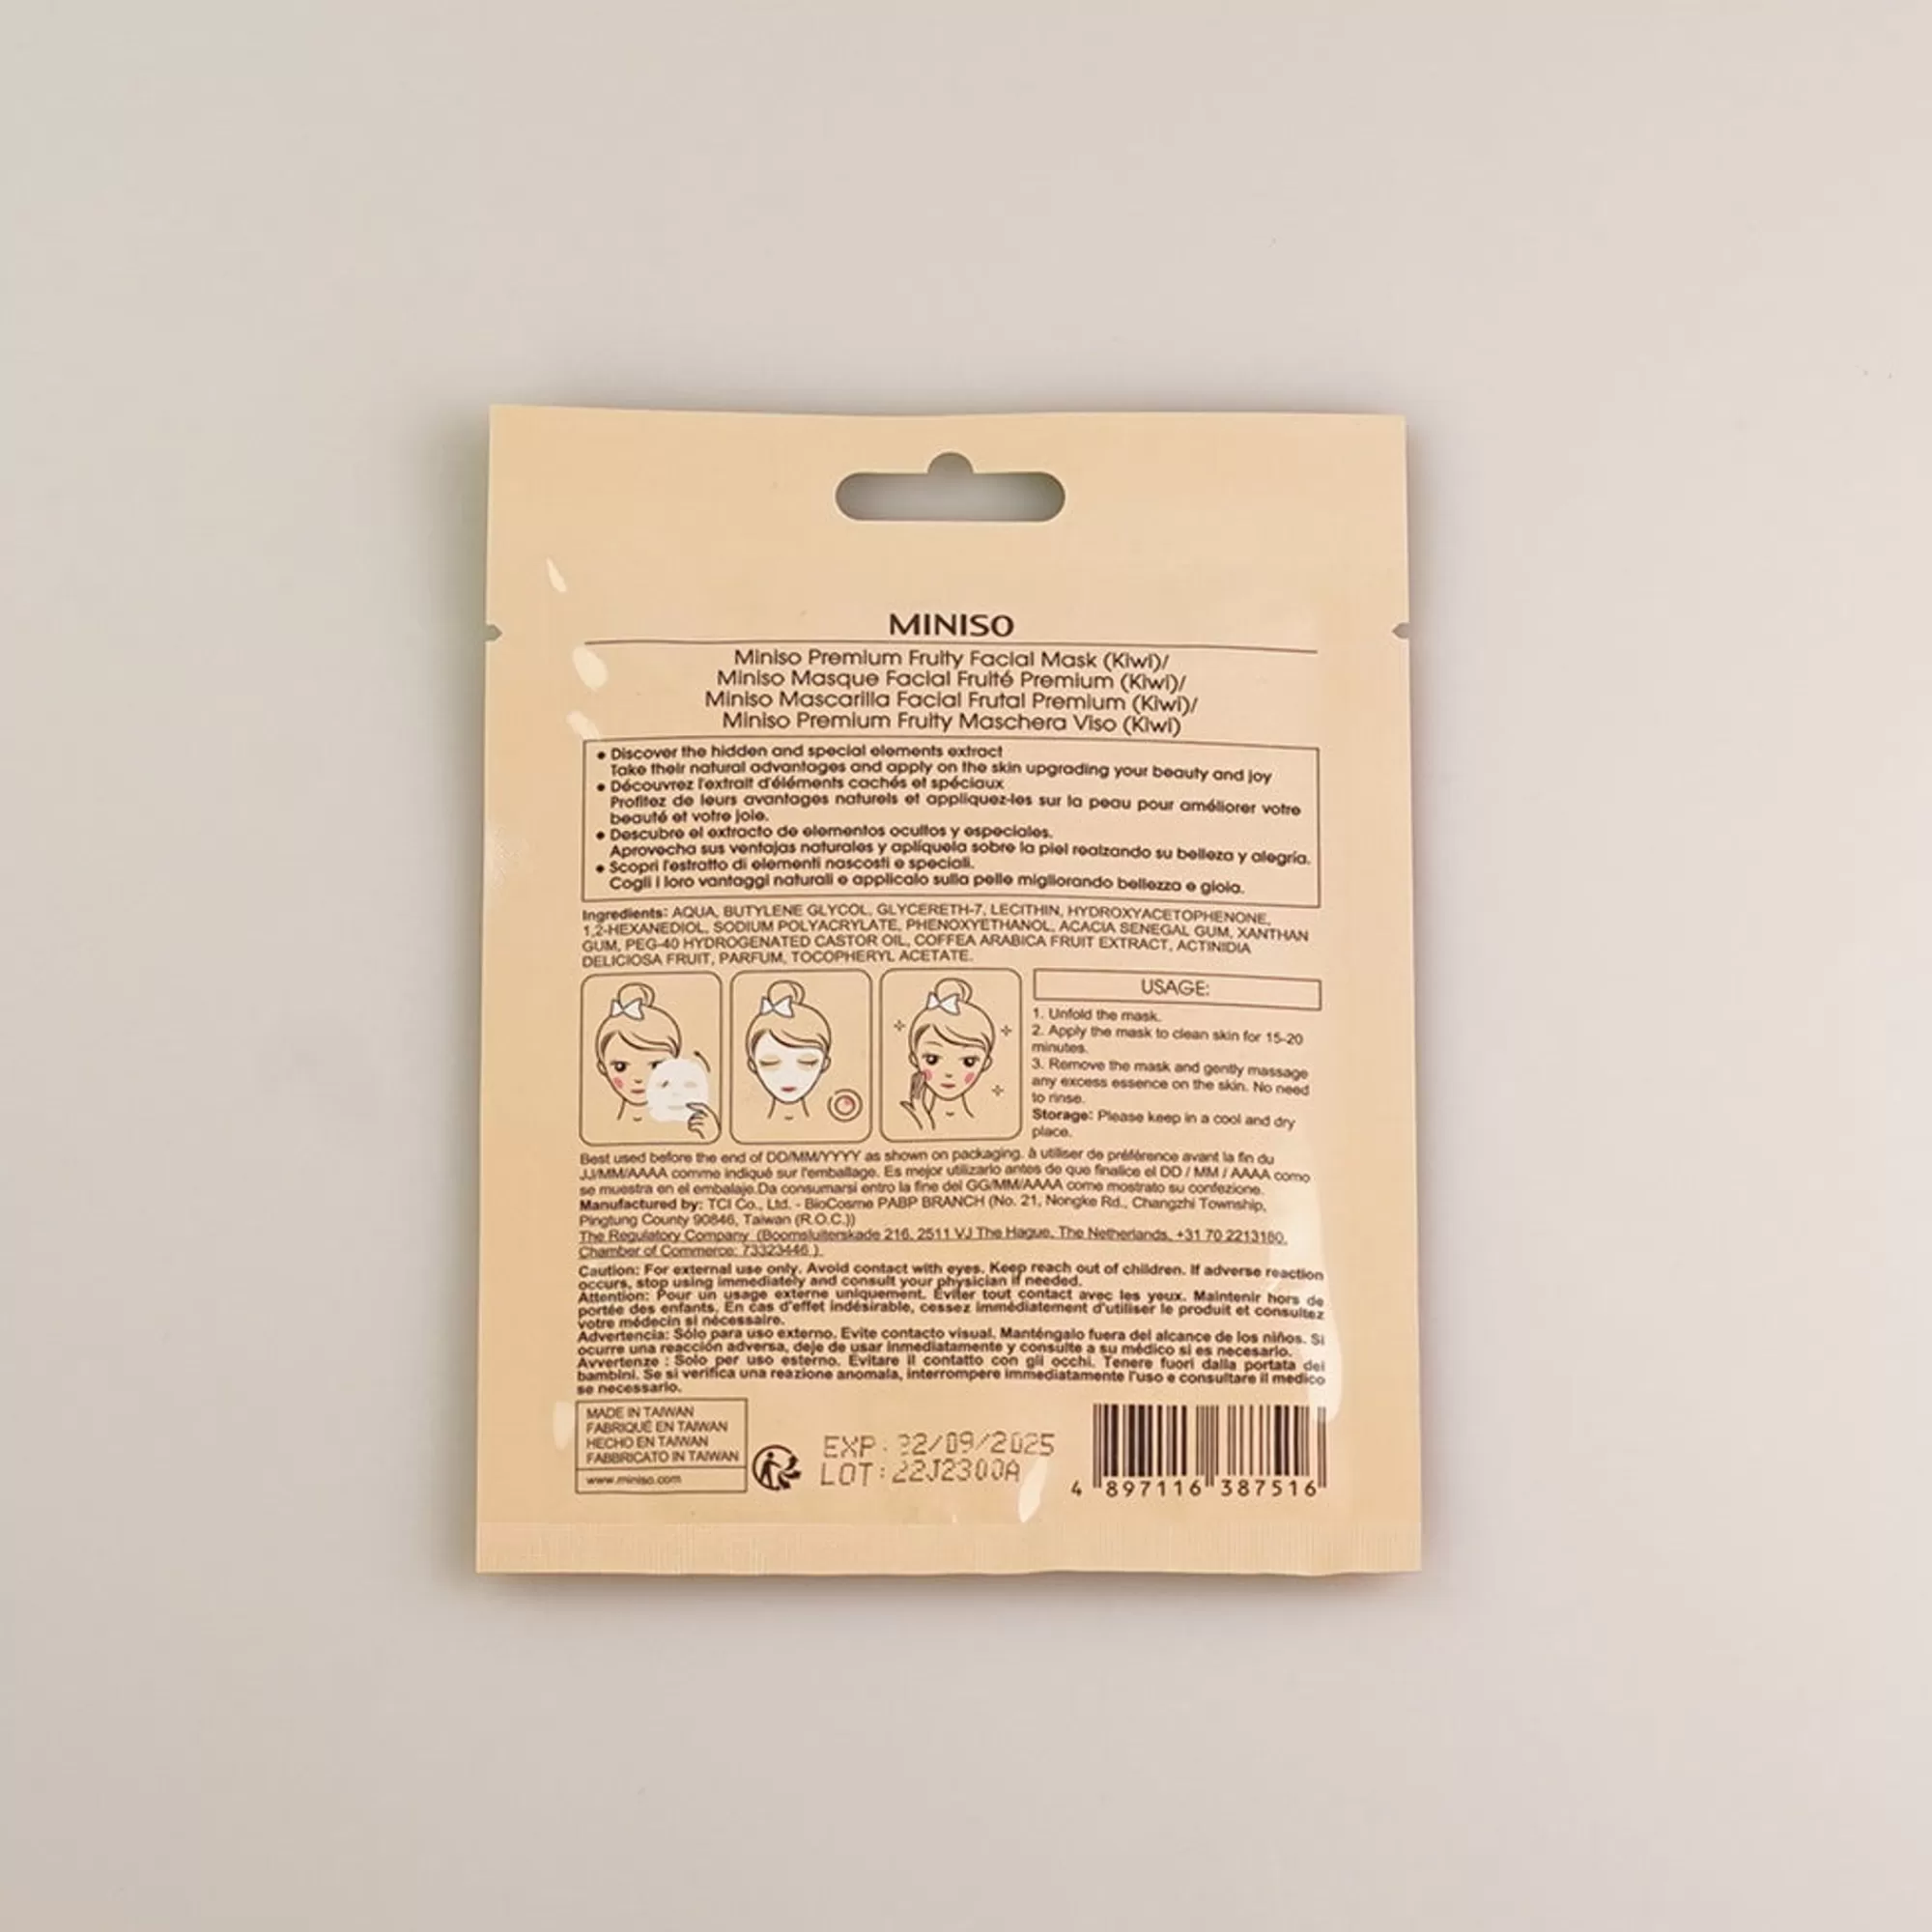 MINISO
Miniso Premium Fruity Facial Mask (Kiwi)/
Miniso Masque Facial Fruité Premium (Kiwi)/
Miniso Mascarilla Facial Frutal Premium (Kiwi)/
Miniso Premium Fruity Maschera Viso (Kiwi)
• Discover the hidden and special elements extract
Take their natural advantages and apply on the skin upgrading your beauty and joy
• Découvrez l'extrait d'éléments cachés et spéciaux
Profitez de leurs avantages naturels et appliquez-les sur la peau pour améliorer votre
beauté et votre joie.
• Descubre el extracto de elementos ocultos y especiales.
Aprovecha sus ventajas naturales y aplíquela sobre la piel realzando su belleza y alegría.
• Scopri l'estratto di elementi nascosti e speciali.
Cogli i loro vantaggi naturali e applicalo sulla pelle migliorando bellezza e gioia.
Ingredients: AQUA, BUTYLENE GLYCOL, GLYCERETH-7, LECITHIN, HYDROXYACETOPHENONE,
1,2-HEXANEDIOL, SODIUM POLYACRYLATE, PHENOXYETHANOL, ACACIA SENEGAL GUM, XANTHAN
GUM, PEG-40 HYDROGENATED CASTOR OIL, COFFEA ARABICA FRUIT EXTRACT, ACTINIDIA
DELICIOSA FRUIT, PARFUM, TOCOPHERYL ACETATE.
USAGE:
1. Unfold the mask.
2. Apply the mask to clean skin for 15-20
minutes.
3. Remove the mask and gently massage
any excess essence on the skin. No need
to rinse.
Storage: Please keep in a cool and dry
place.
Best used before the end of DD/MM/YYYY as shown on packaging. à utiliser de préférence avant la fin du
JJ/MM/AAAA comme indiqué sur l'emballage. Es mejor utilizarlo antes de que finalice el DD / MM / AAAA como
se muestra en el embalaje.Da consumarsi entro la fine del GG/MM/AAAA come mostrato su confezione.
Manufactured by: TCI Co., Ltd. - BioCosme PABP BRANCH (No. 21, Nongke Rd., Changzhi Township,
Pingtung County 90846, Taiwan (R.O.C.))
The Regulatory Company (Boomsluiterskade 216, 2511 VJ The Hague, The Netherlands, +31 70 2213180,
Chamber of Commerce: 73323446 )
Caution: For external use only. Avoid contact with eyes. Keep reach out of children. If adverse reaction
occurs, stop using immediately and consult your physician if needed.
Attention: Pour un usage externe uniquement. Éviter tout contact avec les yeux. Maintenir hors de
portée des enfants. En cas d'effet indésirable, cessez immédiatement d'utiliser le produit et consultez
votre médecin si nécessaire.
Advertencia: Sólo para uso externo. Evite contacto visual. Manténgalo fuera del alcance de los niños. Si
ocurre una reacción adversa, deje de usar inmediatamente y consulte a su médico si es necesario.
Avvertenze : Solo per uso esterno. Evitare il contatto con gli occhi. Tenere fuori dalla portata dei
bambini. Se si verifica una reazione anomala, interrompere immediatamente l'uso e consultare il medico
se necessario.
MADE IN TAIWAN
FABRIQUÉ EN TAIWAN
HECHO EN TAIWAN
FABBRICATO IN TAIWAN
www.miniso.com
EXP:
LOT: 22J2300A
4 897116 387516